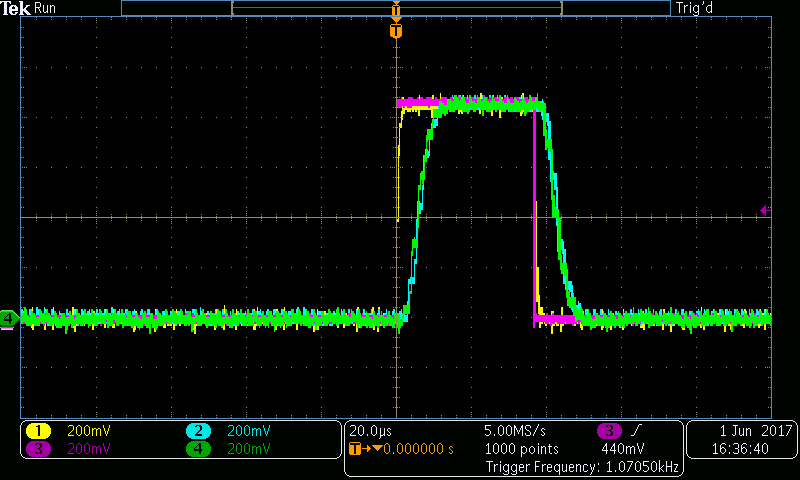 Tek Run Trig'd
T
T
4
1 200mV 2 200mV
3 200mV 4 200mV
20.0µs 5.00MS/s 3
T→▼0.000000 s 1000 points 440mV
Trigger Frequency: 1.07050kHz
1 Jun 2017
16:36:40